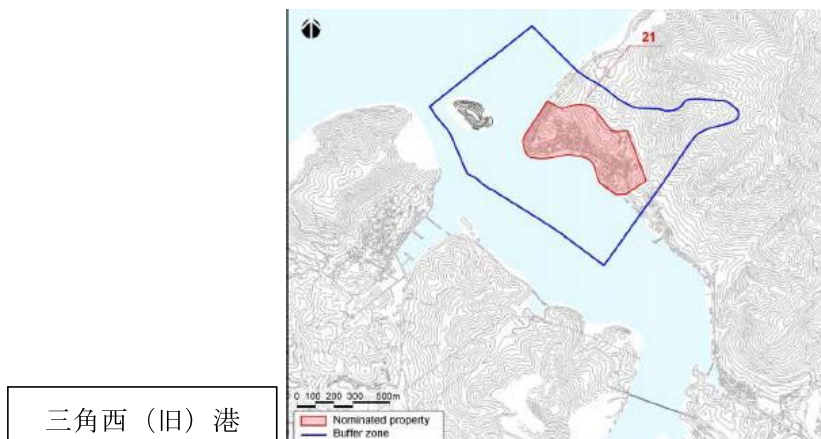 21
0 100 200 300 500m
Nominated property
Buffer zone
三角西（旧）港